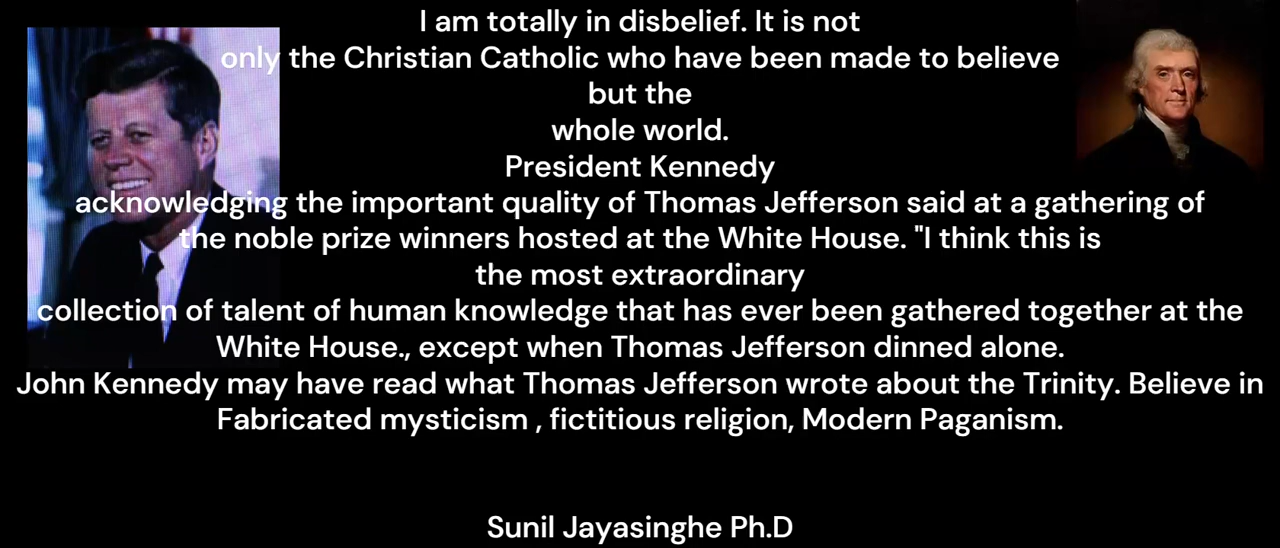 I am totally in disbelief. It is not
only the Christian Catholic who have been made to believe
but the
whole world.
President Kennedy
acknowledging the important quality of Thomas Jefferson said at a gathering of
the noble prize winners hosted at the White House. "I think this is
the most extraordinary
collection of talent of human knowledge that has ever been gathered together at the
White House., except when Thomas Jefferson dinned alone.
John Kennedy may have read what Thomas Jefferson wrote about the Trinity. Believe in
Fabricated mysticism , fictitious religion, Modern Paganism.
Sunil Jayasinghe Ph.D